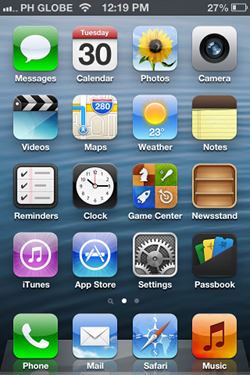 PH GLOBE 12:19 PM 27%
Tuesday
30
280
23°
Messages Calendar Photos Camera
Videos Maps Weather Notes
Reminders Clock Game Center Newsstand
iTunes App Store Settings Passbook
Phone Mail Safari Music